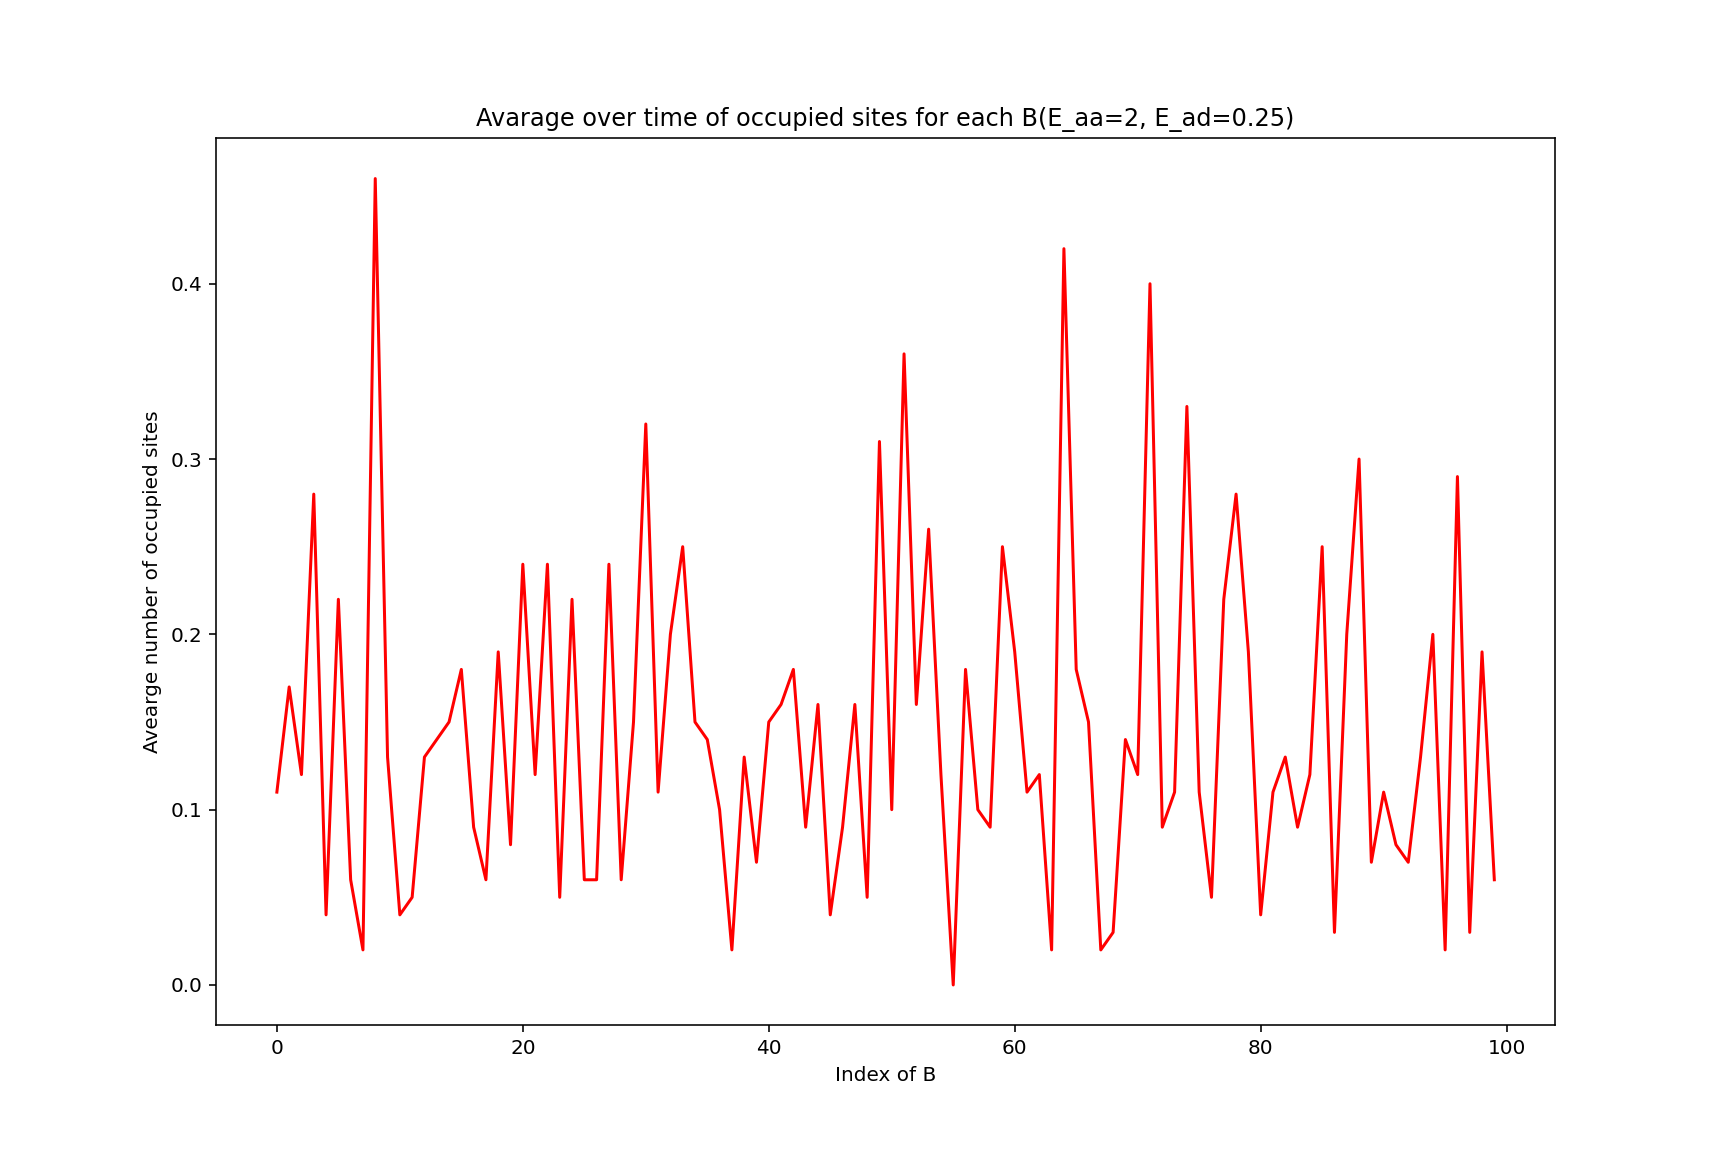 Avarage over time of occupied sites for each B(E_aa=2, E_ad=0.25)
Avearge number of occupied sites
0.4
0.3
0.2
0.1
0.0
0 20 40 60 80 100
Index of B